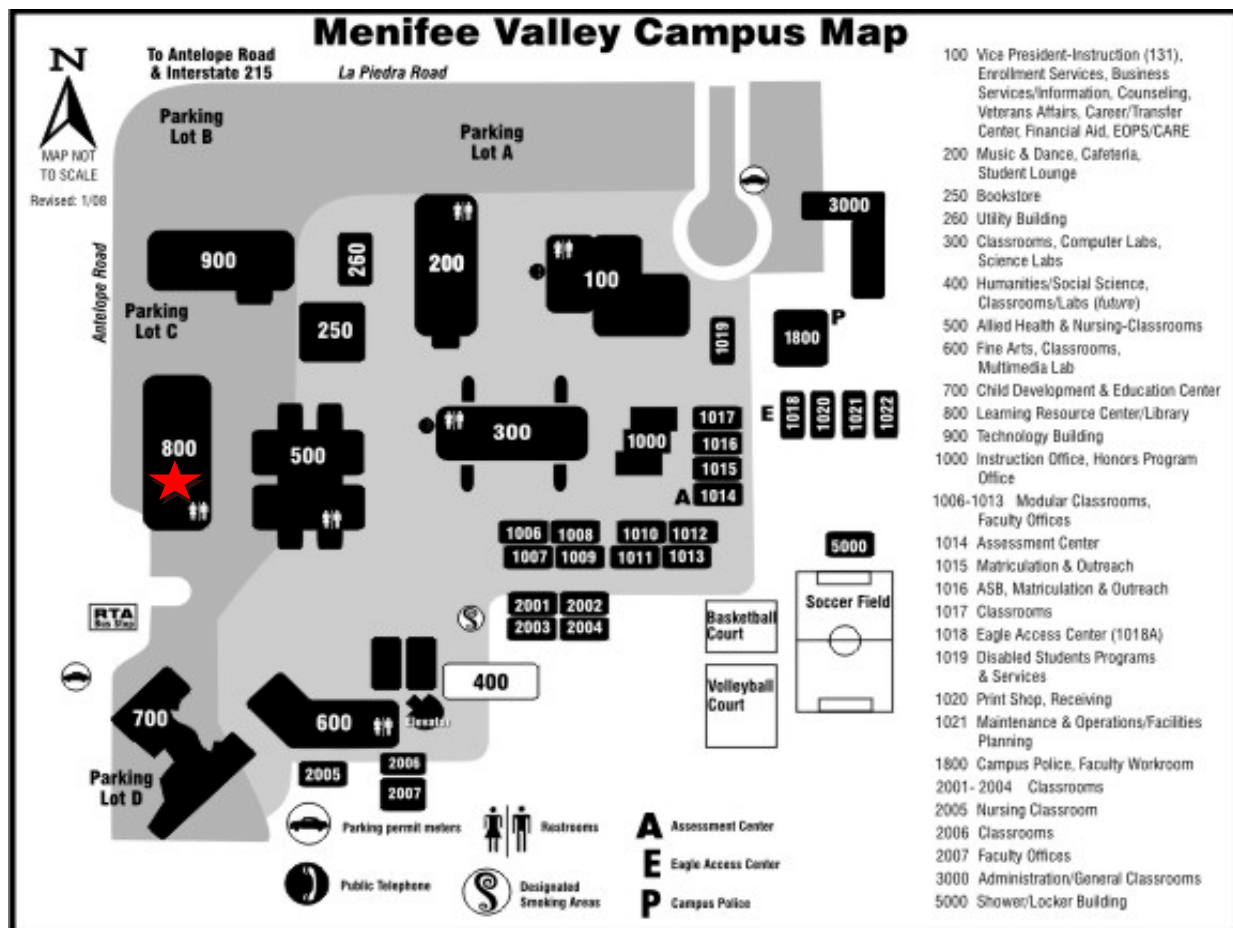 Menifee Valley Campus Map
N
MAP NOT
TO SCALE
Revised: 1/08
To Antelope Road
& Interstate 215
La Piedra Road
Antelope Road
Parking
Lot B
Parking
Lot A
Parking
Lot C
900
260
200
100
3000
250
1019
1800
P
800
500
300
1000
1017
1016
1015
A
1014
E
1018
1020
1021
1022
1006
1008
1010
1012
1007
1009
1011
1013
5000
Soccer Field
RTA
Bus Stop
2001
2002
2003
2004
Basketball
Court
Volleyball
Court
400
Elevator
700
600
Parking
Lot D
2005
2006
2007
Parking permit meters
Restrooms
A Assessment Center
Public Telephone
Designated
Smoking Areas
E Eagle Access Center
P Campus Police
100 Vice President-Instruction (131),
Enrollment Services, Business
Services/Information, Counseling,
Veterans Affairs, Career/Transfer
Center, Financial Aid, EOPS/CARE
200 Music & Dance, Cafeteria,
Student Lounge
250 Bookstore
260 Utility Building
300 Classrooms, Computer Labs,
Science Labs
400 Humanities/Social Science,
Classrooms/Labs (future)
500 Allied Health & Nursing-Classrooms
600 Fine Arts, Classrooms,
Multimedia Lab
700 Child Development & Education Center
800 Learning Resource Center/Library
900 Technology Building
1000 Instruction Office, Honors Program
Office
1006-1013 Modular Classrooms,
Faculty Offices
1014 Assessment Center
1015 Matriculation & Outreach
1016 ASB, Matriculation & Outreach
1017 Classrooms
1018 Eagle Access Center (1018A)
1019 Disabled Students Programs
& Services
1020 Print Shop, Receiving
1021 Maintenance & Operations/Facilities
Planning
1800 Campus Police, Faculty Workroom
2001- 2004 Classrooms
2005 Nursing Classroom
2006 Classrooms
2007 Faculty Offices
3000 Administration/General Classrooms
5000 Shower/Locker Building